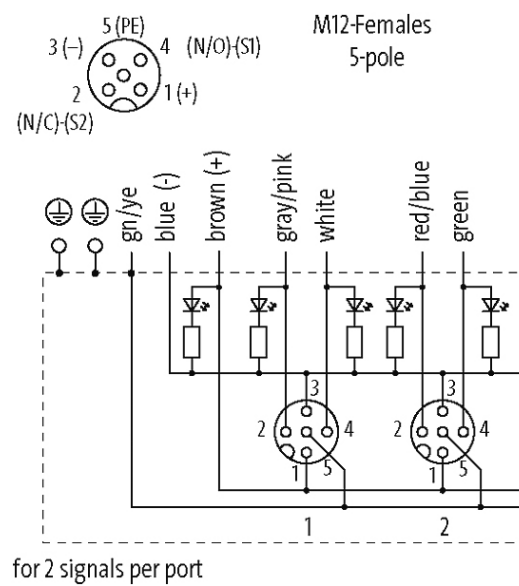 5 (PE)
3 (–)
4
(N/O)-(S1)
2
1 (+)
(N/C)-(S2)
M12-Females
5-pole
gn/ye
blue (-)
brown (+)
gray/pink
white
red/blue
green
3
3
2
4
2
4
1
5
1
5
1
2
for 2 signals per port